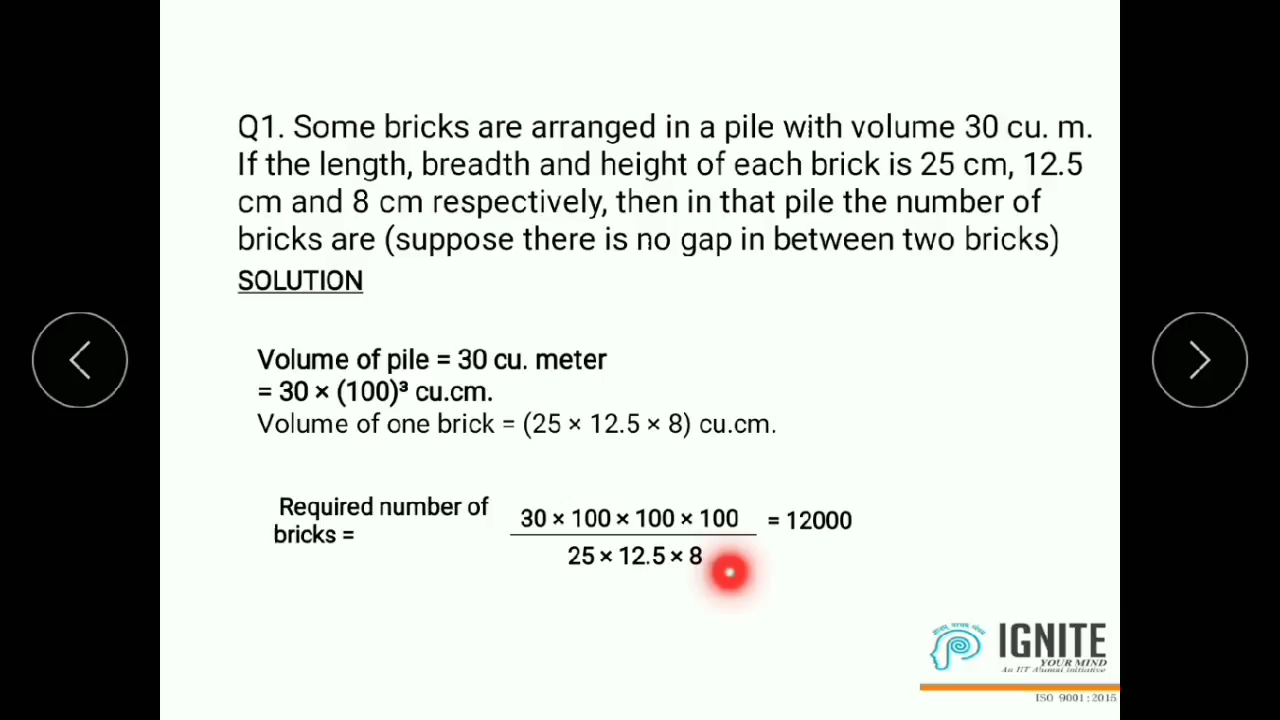 Q1. Some bricks are arranged in a pile with volume 30 cu. m.
If the length, breadth and height of each brick is 25 cm, 12.5
cm and 8 cm respectively, then in that pile the number of
bricks are (suppose there is no gap in between two bricks)
SOLUTION
Volume of pile = 30 cu. meter
= 30 × (100)³ cu.cm.
Volume of one brick = (25 × 12.5 × 8) cu.cm.
Required number of
bricks =
30 × 100 × 100 × 100
25 × 12.5 × 8
= 12000
IGNITE
YOUR MIND
An IIT Alumni Initiative
ISO 9001:2015